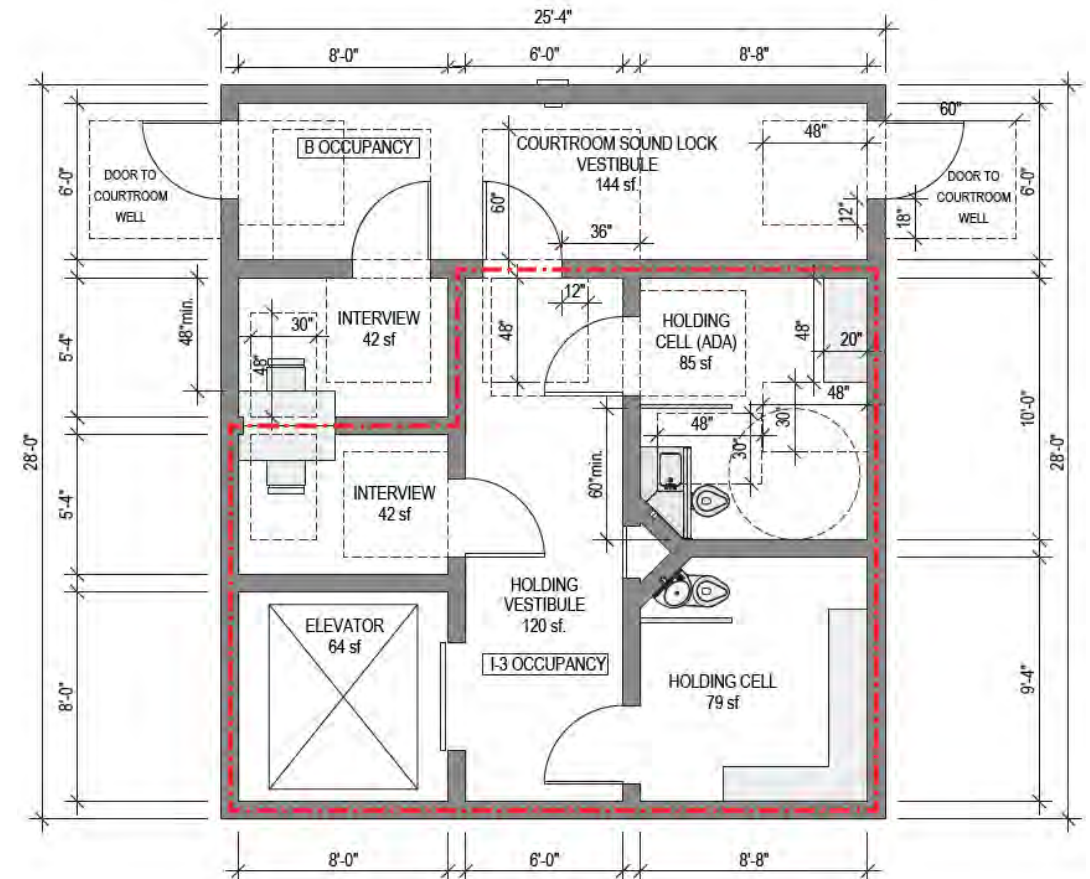 25'-4"
8'-0"
6'-0"
8'-8"
B OCCUPANCY
COURTROOM SOUND LOCK
VESTIBULE
144 sf
48"
60"
DOOR TO
COURTROOM
WELL
6'-0"
60"
36"
12"
18"
DOOR TO
COURTROOM
WELL
6'-0"
48"min.
30"
48"
INTERVIEW
42 sf
5'-4"
48"
12"
HOLDING
CELL (ADA)
85 sf
48"
20"
48"
48"
30"
30"
10'-0"
60"min.
28'-0"
28'-0"
5'-4"
INTERVIEW
42 sf
HOLDING
VESTIBULE
120 sf.
I-3 OCCUPANCY
ELEVATOR
64 sf
8'-0"
HOLDING CELL
79 sf
9'-4"
8'-0"
6'-0"
8'-8"